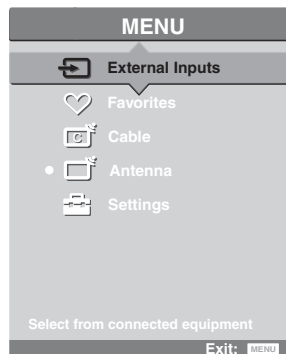 MENU
External Inputs
Favorites
C Cable
Antenna
Settings
Select from connected equipment
Exit: MENU